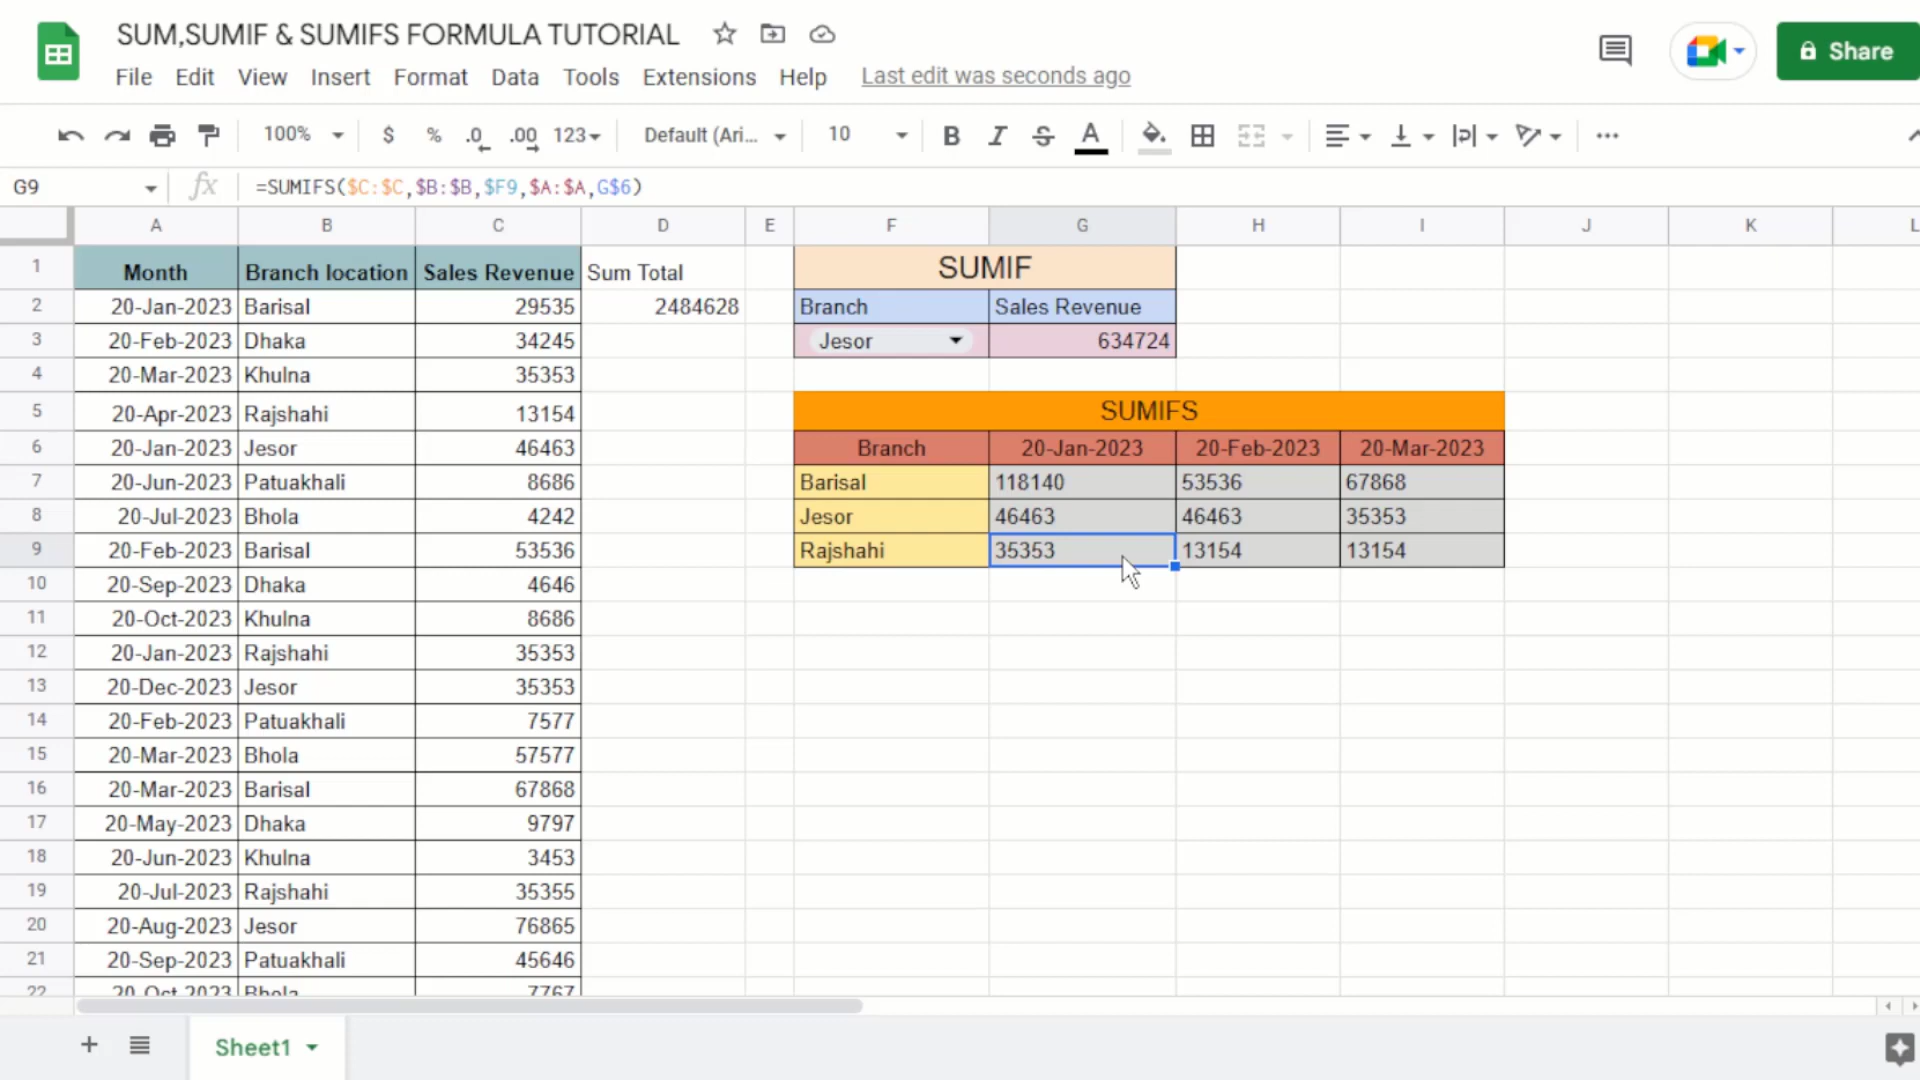 SUM,SUMIF & SUMIFS FORMULA TUTORIAL
File Edit View Insert Format Data Tools Extensions Help Last edit was seconds ago
Share
100% $ % .0 .00 123 Default (Ari... 10 B I S A
G9 fx =SUMIFS($C:$C,$B:$B,$F9,$A:$A,G$6)
A B C D E F G H I J K L
1 Month Branch location Sales Revenue Sum Total SUMIF
2 20-Jan-2023 Barisal 29535 2484628 Branch Sales Revenue
3 20-Feb-2023 Dhaka 34245 Jesor 634724
4 20-Mar-2023 Khulna 35353
5 20-Apr-2023 Rajshahi 13154 SUMIFS
6 20-Jan-2023 Jesor 46463 Branch 20-Jan-2023 20-Feb-2023 20-Mar-2023
7 20-Jun-2023 Patuakhali 8686 Barisal 118140 53536 67868
8 20-Jul-2023 Bhola 4242 Jesor 46463 46463 35353
9 20-Feb-2023 Barisal 53536 Rajshahi 35353 13154 13154
10 20-Sep-2023 Dhaka 4646
11 20-Oct-2023 Khulna 8686
12 20-Jan-2023 Rajshahi 35353
13 20-Dec-2023 Jesor 35353
14 20-Feb-2023 Patuakhali 7577
15 20-Mar-2023 Bhola 57577
16 20-Mar-2023 Barisal 67868
17 20-May-2023 Dhaka 9797
18 20-Jun-2023 Khulna 3453
19 20-Jul-2023 Rajshahi 35355
20 20-Aug-2023 Jesor 76865
21 20-Sep-2023 Patuakhali 45646
22 20-Oct-2023 Bhola 7767
Sheet1